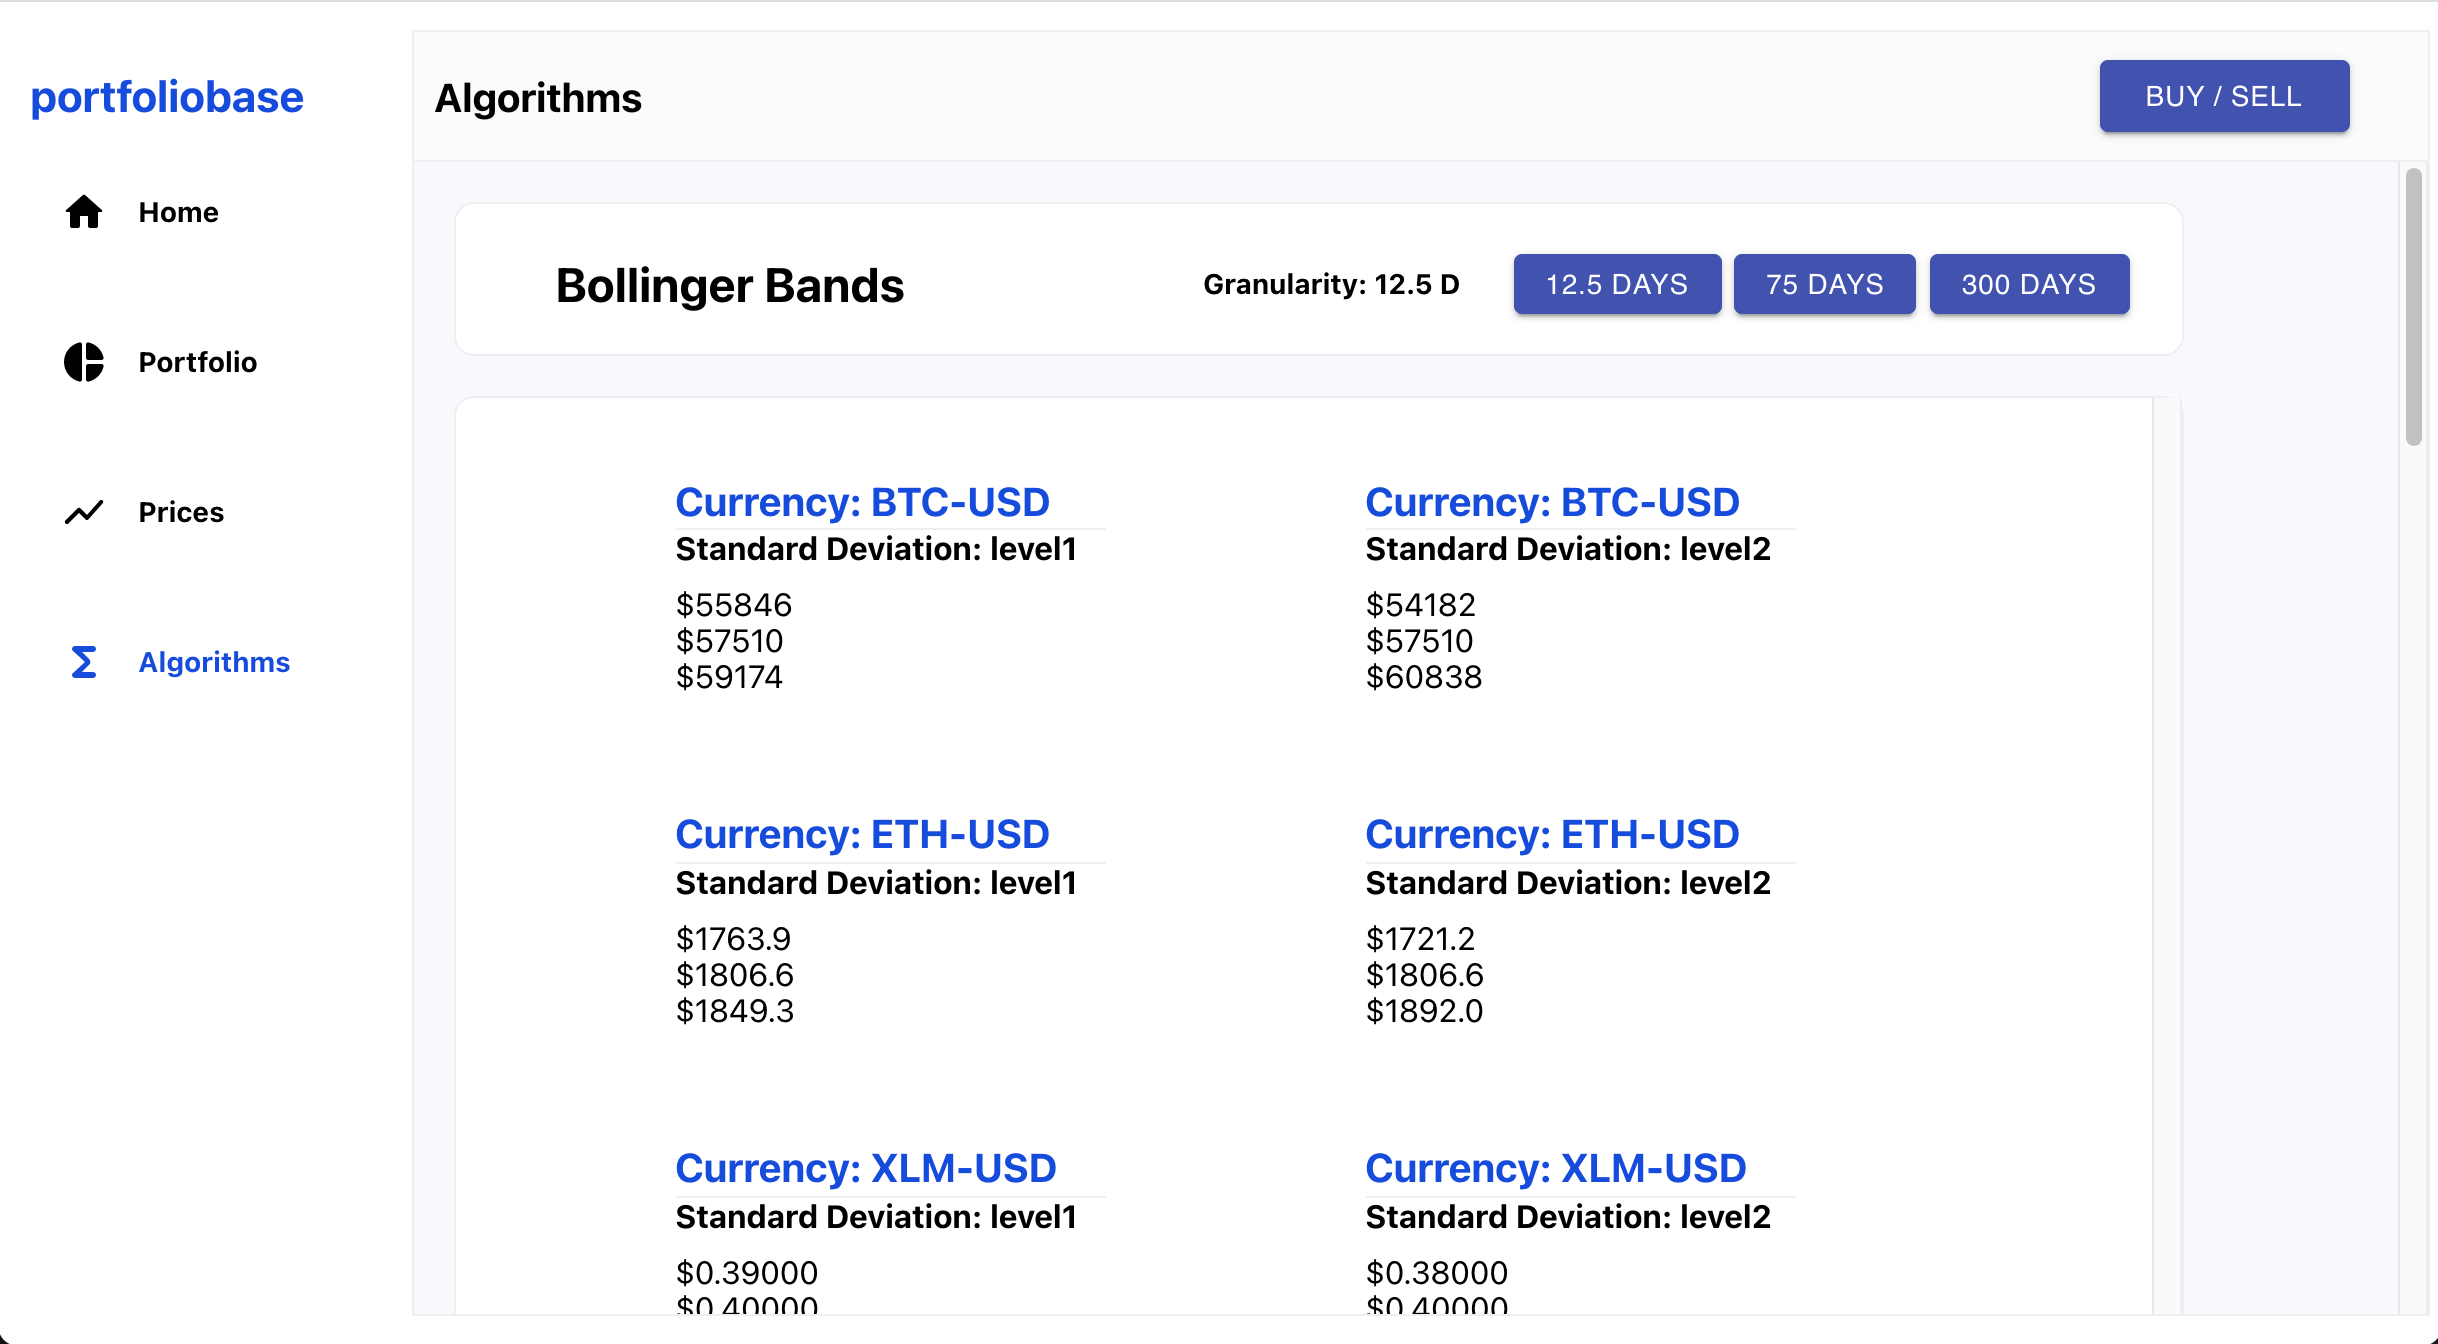 portfoliobase
Home
Portfolio
Prices
Algorithms
Algorithms
BUY / SELL
Bollinger Bands
Granularity: 12.5 D
12.5 DAYS
75 DAYS
300 DAYS
Currency: BTC-USD
Standard Deviation: level1
$55846
$57510
$59174
Currency: BTC-USD
Standard Deviation: level2
$54182
$57510
$60838
Currency: ETH-USD
Standard Deviation: level1
$1763.9
$1806.6
$1849.3
Currency: ETH-USD
Standard Deviation: level2
$1721.2
$1806.6
$1892.0
Currency: XLM-USD
Standard Deviation: level1
$0.39000
$0.40000
Currency: XLM-USD
Standard Deviation: level2
$0.38000
$0.40000